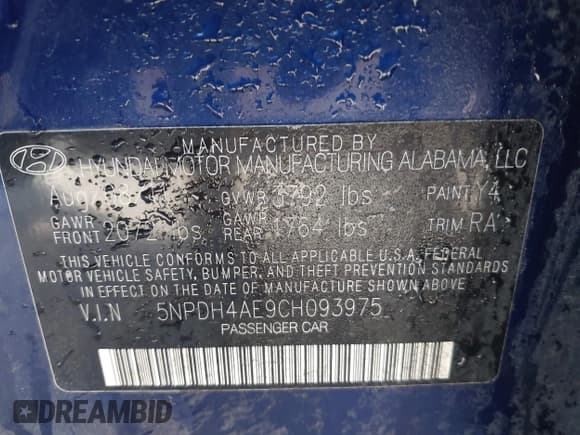 MANUFACTURED BY
HYUNDAI MOTOR MANUFACTURING ALABAMA, LLC
GVWR 3792 lbs PAINT Y4
GAWR FRONT 2072 lbs GAWR REAR 1764 lbs TRIM RA
THIS VEHICLE CONFORMS TO ALL APPLICABLE U.S.A. FEDERAL
MOTOR VEHICLE SAFETY, BUMPER, AND THEFT PREVENTION STANDARDS
IN EFFECT ON THE DATE OF MANUFACTURE SHOWN ABOVE
V.I.N 5NPDH4AE9CH093975
PASSENGER CAR
DREAMBID